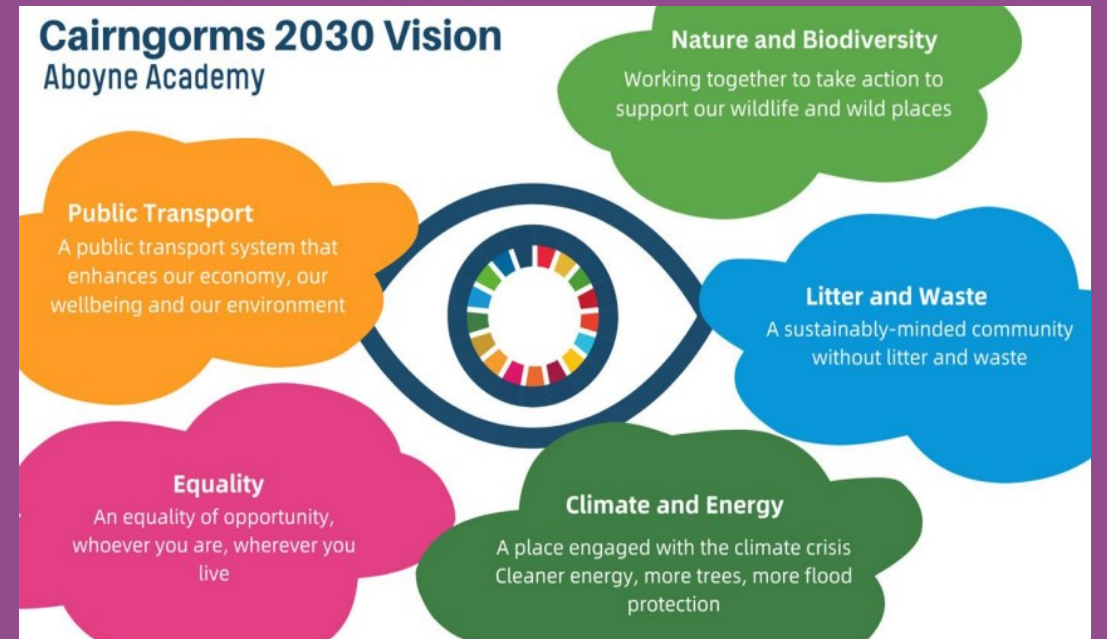 Cairngorms 2030 Vision
Aboyne Academy
Nature and Biodiversity
Working together to take action to
support our wildlife and wild places
Public Transport
A public transport system that
enhances our economy, our
wellbeing and our environment
Litter and Waste
A sustainably-minded community
without litter and waste
Equality
An equality of opportunity,
whoever you are, wherever you
live
Climate and Energy
A place engaged with the climate crisis
Cleaner energy, more trees, more flood
protection